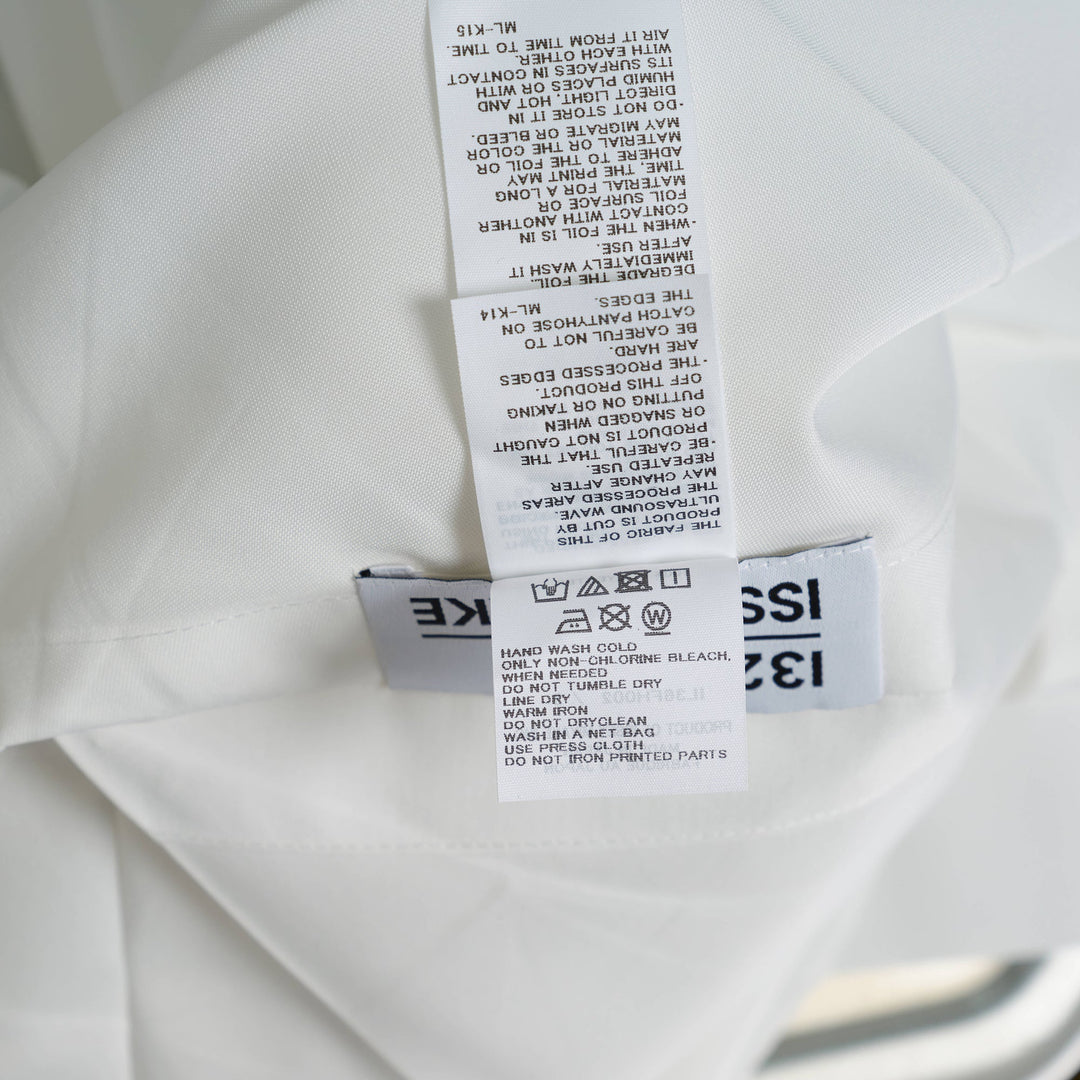 DEGRADE THE FOIL.
IMMEDIATELY WASH IT
AFTER USE.
·WHEN THE FOIL IS IN
CONTACT WITH ANOTHER
FOIL SURFACE OR
MATERIAL FOR A LONG
TIME, THE PRINT MAY
ADHERE TO THE FOIL OR
MATERIAL OR THE COLOR
MAY MIGRATE OR BLEED.
·DO NOT STORE IT IN
DIRECT LIGHT, HOT AND
HUMID PLACES OR WITH
ITS SURFACES IN CONTACT
WITH EACH OTHER.
AIR IT FROM TIME TO TIME.
ML-K15
THE FABRIC OF THIS
PRODUCT IS CUT BY
ULTRASOUND WAVE.
THE PROCESSED AREAS
MAY CHANGE AFTER
REPEATED USE.
·BE CAREFUL THAT THE
PRODUCT IS NOT CAUGHT
OR SNAGGED WHEN
PUTTING ON OR TAKING
OFF THIS PRODUCT.
·THE PROCESSED EDGES
ARE HARD.
BE CAREFUL NOT TO
CATCH PANTYHOSE ON
THE EDGES.
ML-K14
W
HAND WASH COLD
ONLY NON-CHLORINE BLEACH,
WHEN NEEDED
DO NOT TUMBLE DRY
LINE DRY
WARM IRON
DO NOT DRYCLEAN
WASH IN A NET BAG
USE PRESS CLOTH
DO NOT IRON PRINTED PARTS